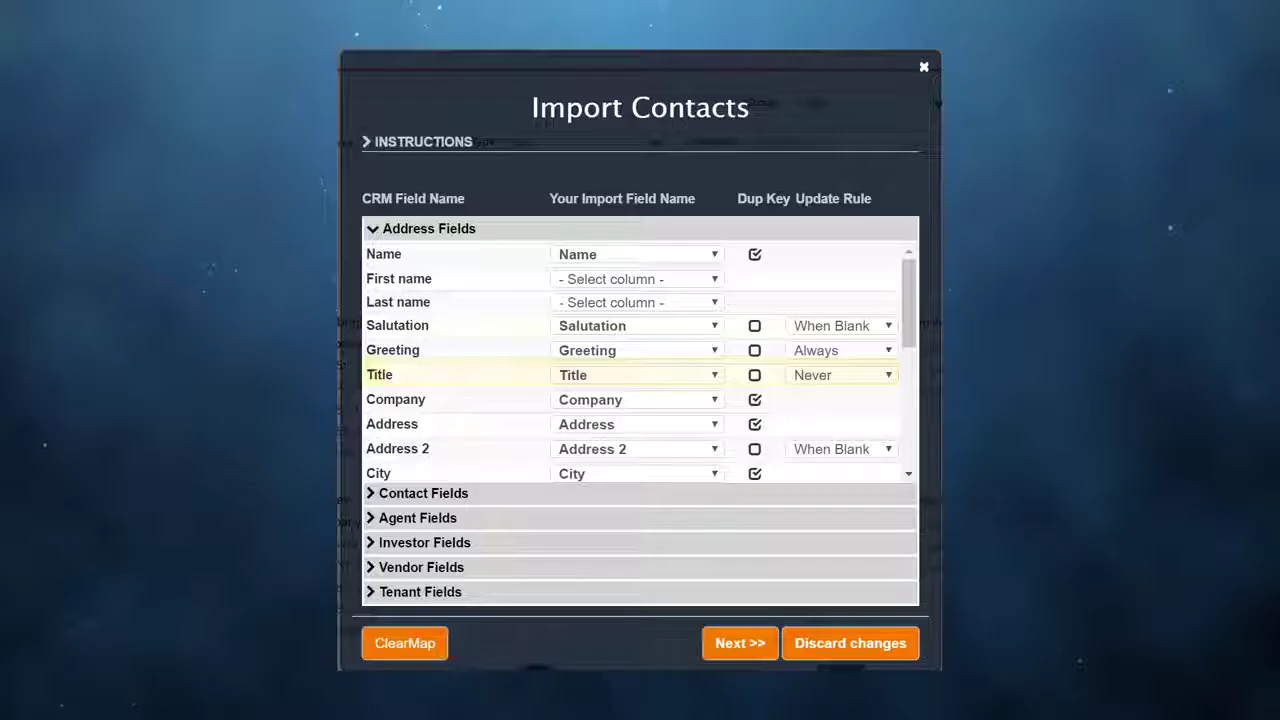 Import Contacts
INSTRUCTIONS
CRM Field Name Your Import Field Name Dup Key Update Rule
Address Fields
Name Name
First name - Select column -
Last name - Select column -
Salutation Salutation When Blank
Greeting Greeting Always
Title Title Never
Company Company
Address Address
Address 2 Address 2 When Blank
City City
Contact Fields
Agent Fields
Investor Fields
Vendor Fields
Tenant Fields
ClearMap Next >> Discard changes